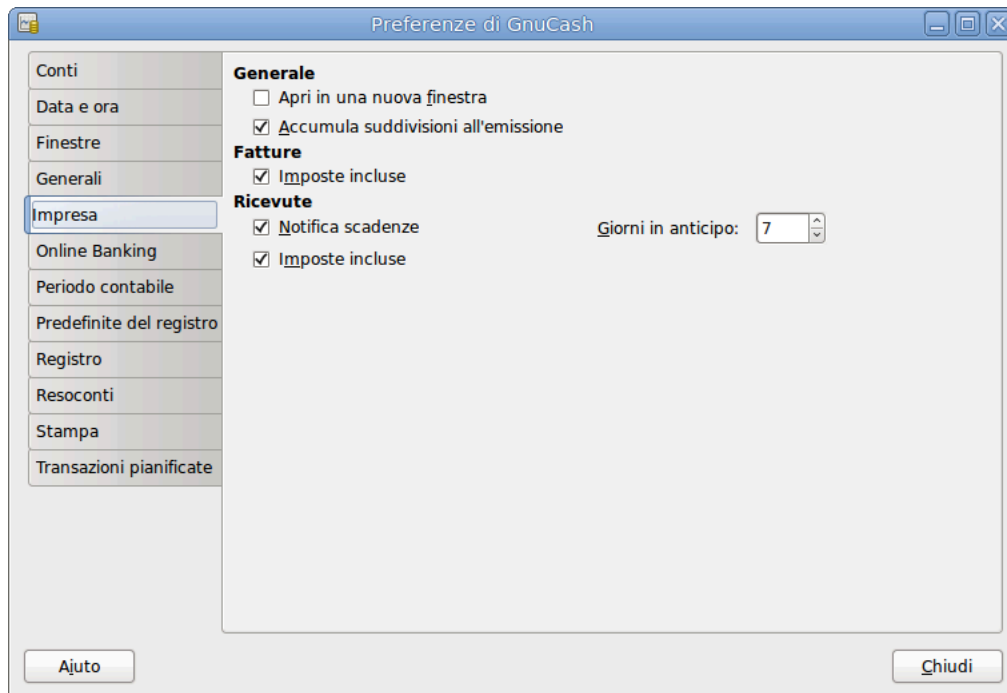 Preferenze di GnuCash
Conti
Data e ora
Finestre
Generali
Impresa
Online Banking
Periodo contabile
Predefinite del registro
Registro
Resoconti
Stampa
Transazioni pianificate
Generale
Apri in una nuova finestra
Accumula suddivisioni all'emissione
Fatture
Imposte incluse
Ricevute
Notifica scadenze Giorni in anticipo: 7
Imposte incluse
Aiuto Chiudi